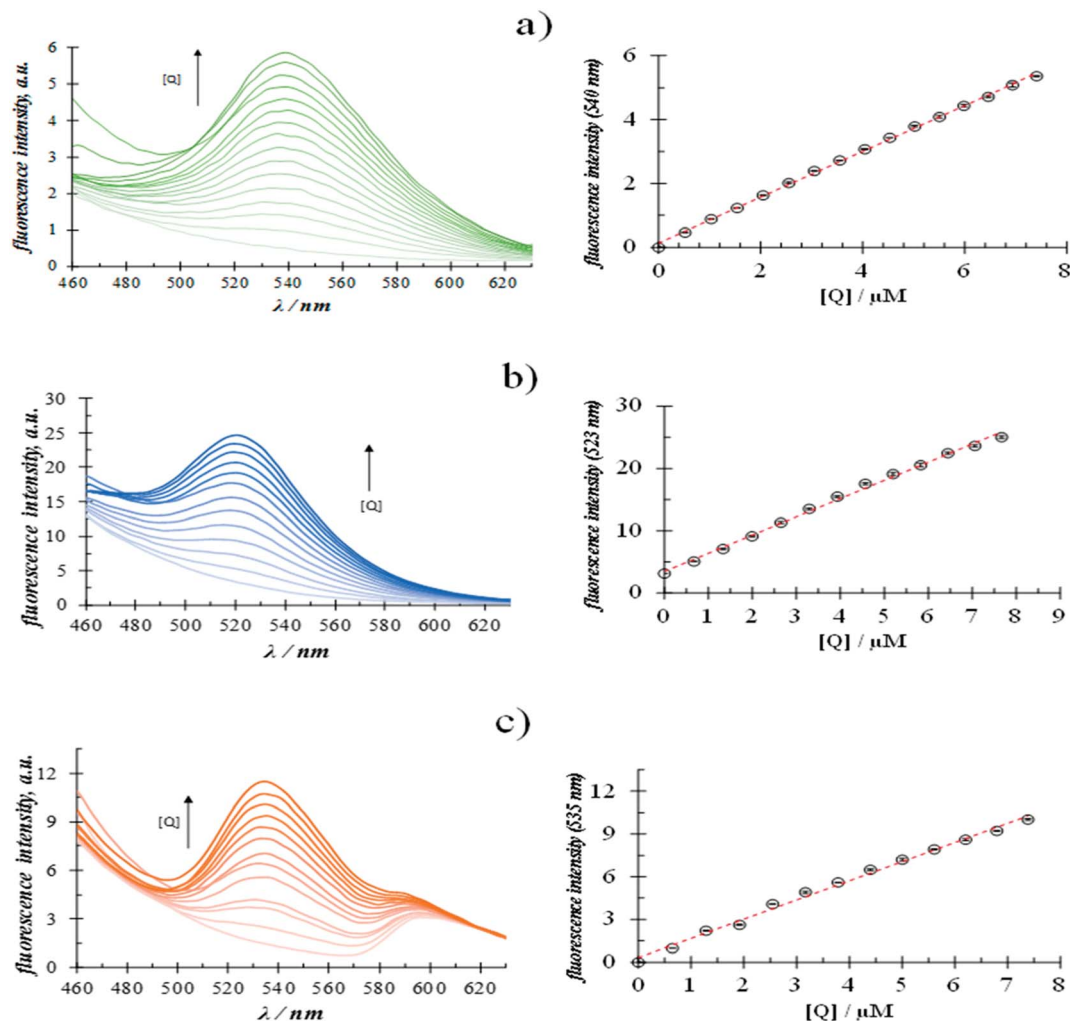 a)
fluorescence intensity, a.u.
6
5
4
3
2
1
0
[Q]
460 480 500 520 540 560 580 600 620
λ / nm
fluorescence intensity (540 nm)
6
4
2
0
0 2 4 6 8
[Q] / µM
b)
fluorescence intensity, a.u.
30
25
20
15
10
5
0
[Q]
460 480 500 520 540 560 580 600 620
λ / nm
fluorescence intensity (523 nm)
30
20
10
0
0 1 2 3 4 5 6 7 8 9
[Q] / µM
c)
fluorescence intensity, a.u.
12
9
6
3
0
[Q]
460 480 500 520 540 560 580 600 620
λ / nm
fluorescence intensity (535 nm)
12
9
6
3
0
0 1 2 3 4 5 6 7 8
[Q] / µM